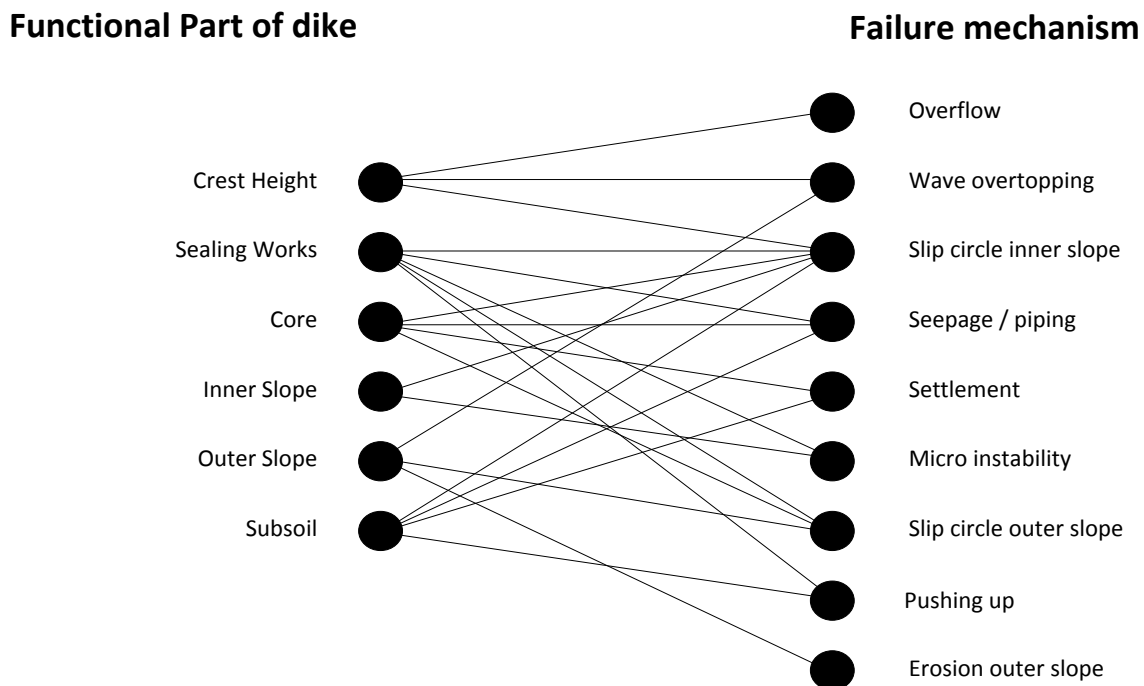 Functional Part of dike
Failure mechanism
Overflow
Crest Height
Wave overtopping
Sealing Works
Slip circle inner slope
Core
Seepage / piping
Inner Slope
Settlement
Outer Slope
Micro instability
Subsoil
Slip circle outer slope
Pushing up
Erosion outer slope